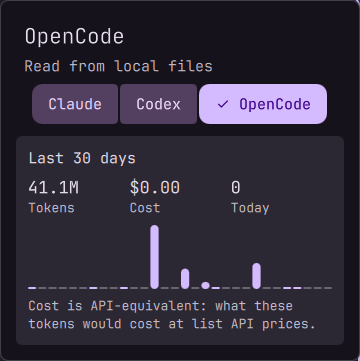 OpenCode
Read from local files
Claude Codex ✓ OpenCode
Last 30 days
41.1M $0.00 0
Tokens Cost Today
Cost is API-equivalent: what these
tokens would cost at list API prices.